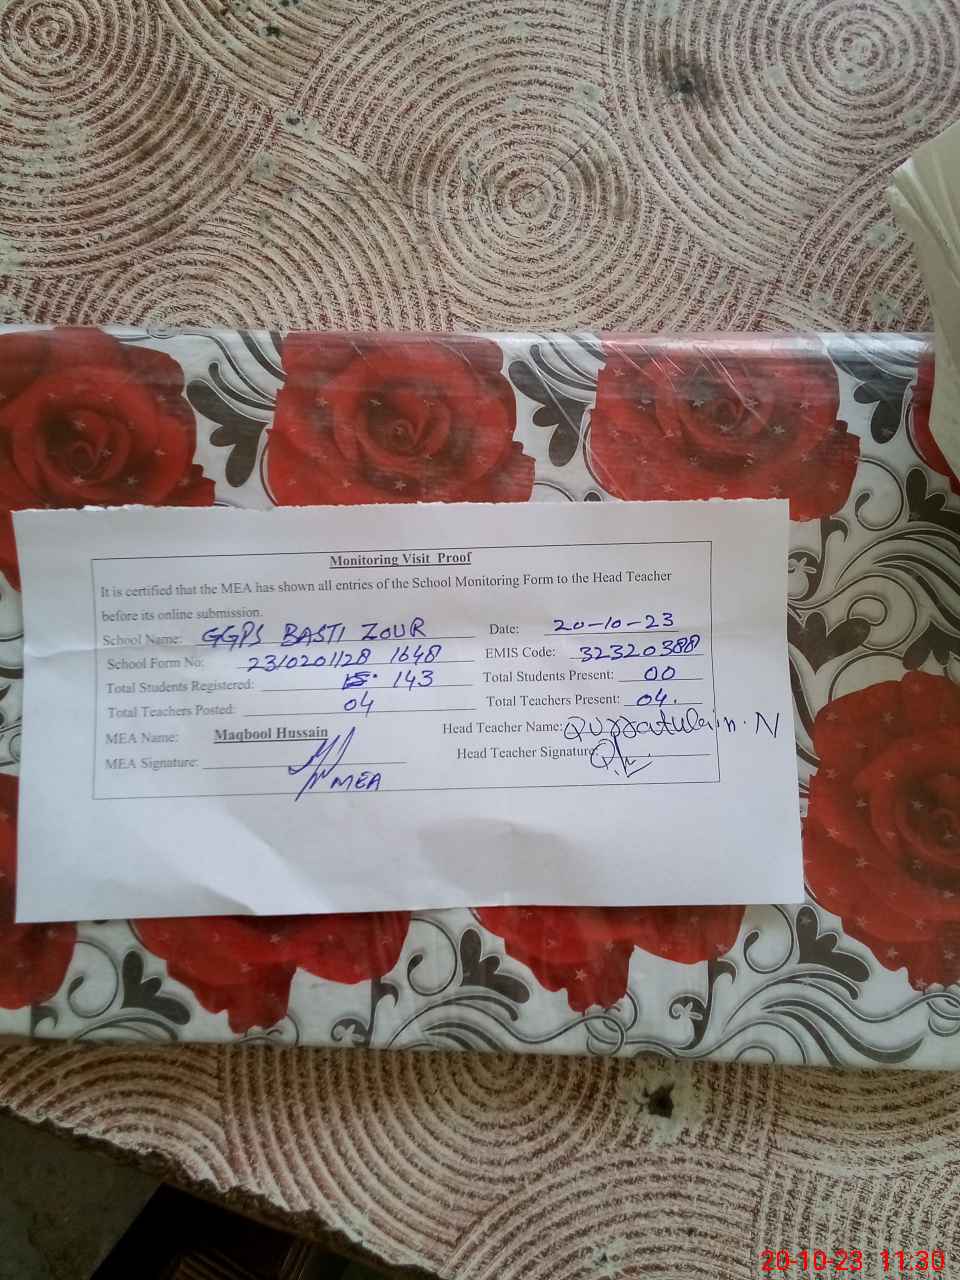 Monitoring Visit Proof
It is certified that the MEA has shown all entries of the School Monitoring Form to the Head Teacher
before its online submission.
School Name: GGPS BASTI ZOUR Date: 20-10-23
School Form No: 2310201128 1648 EMIS Code: 32320388
Total Students Registered: 143 Total Students Present: 00
Total Teachers Posted: 04 Total Teachers Present: 04.
MEA Name: Maqbool Hussain Head Teacher Name: Qurratulain.N
MEA Signature: MEA Head Teacher Signature:
20-10-23 11:30